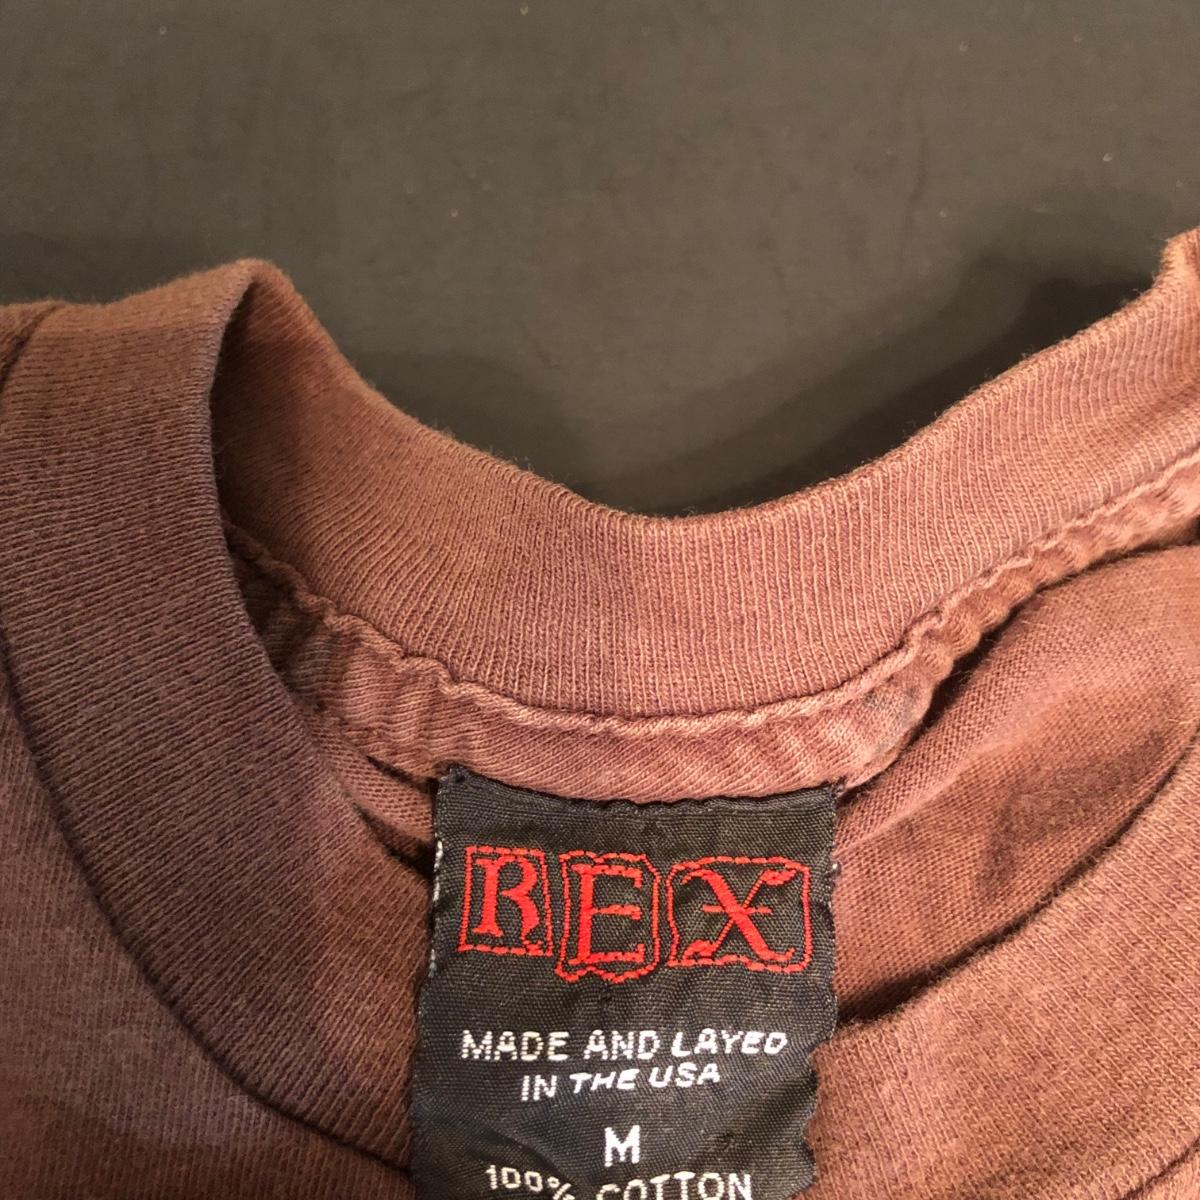 REX
MADE AND LAYED
IN THE USA
M
100% COTTON